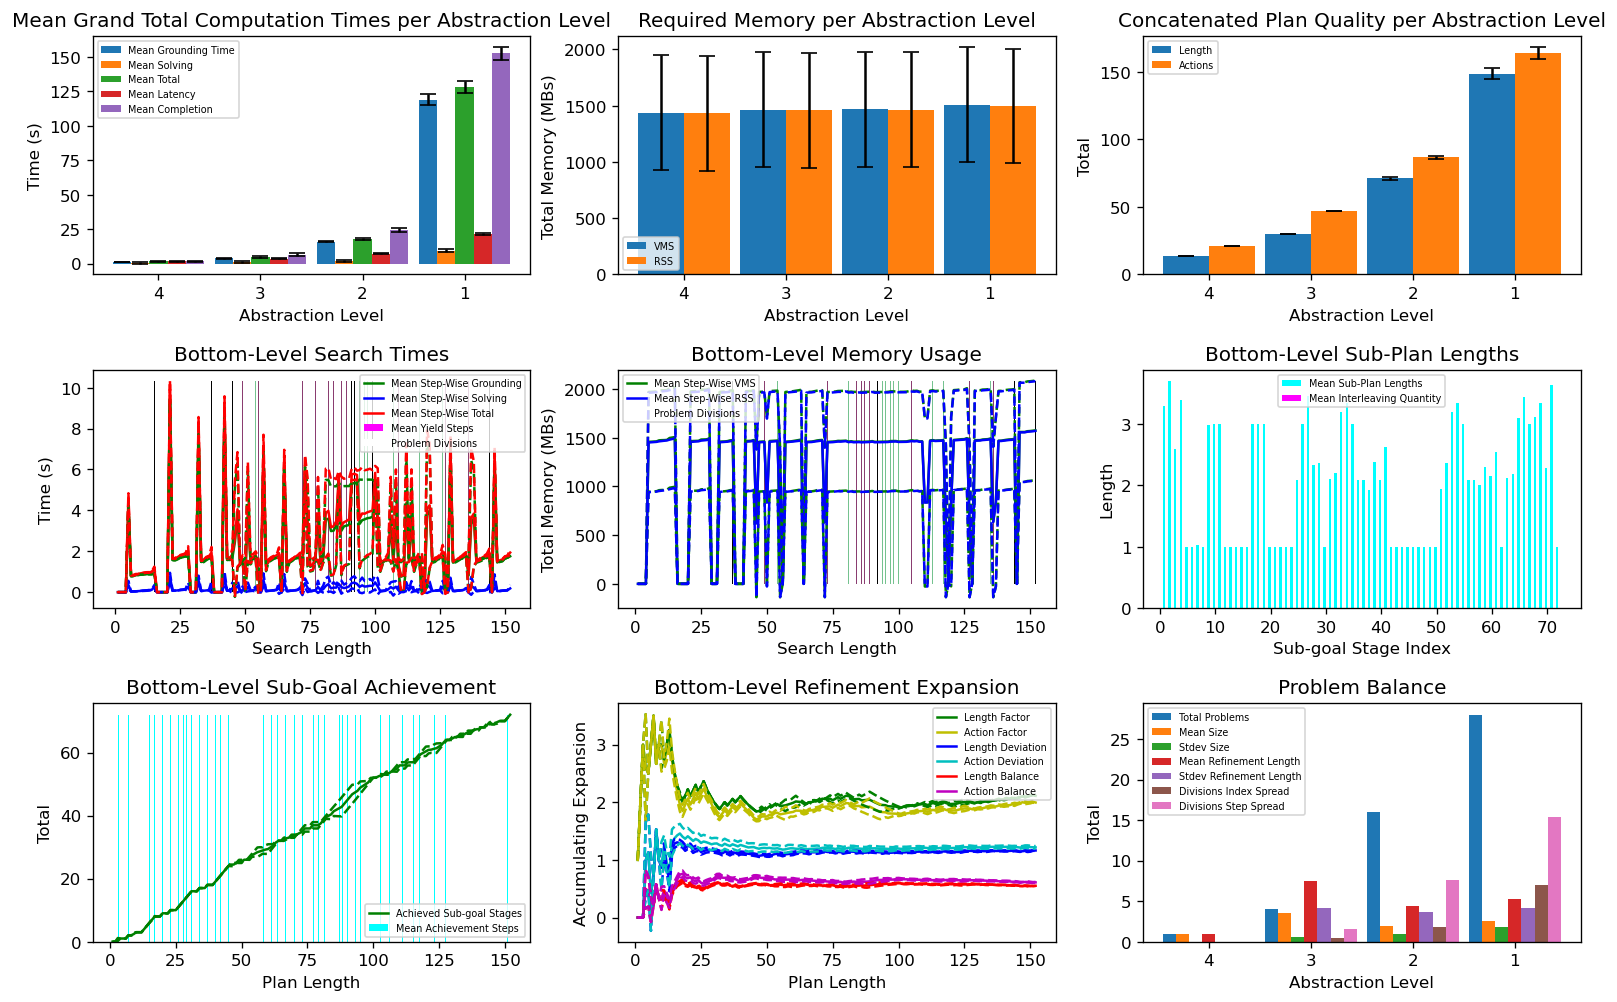 Mean Grand Total Computation Times per Abstraction Level
Time (s)
150
125
100
75
50
25
0
Mean Grounding Time
Mean Solving
Mean Total
Mean Latency
Mean Completion
4 3 2 1
Abstraction Level
Required Memory per Abstraction Level
Total Memory (MBs)
2000
1500
1000
500
0
VMS
RSS
4 3 2 1
Abstraction Level
Concatenated Plan Quality per Abstraction Level
Total
150
100
50
0
Length
Actions
4 3 2 1
Abstraction Level
Bottom-Level Search Times
Time (s)
10
8
6
4
2
0
Mean Step-Wise Grounding
Mean Step-Wise Solving
Mean Step-Wise Total
Mean Yield Steps
Problem Divisions
0 25 50 75 100 125 150
Search Length
Bottom-Level Memory Usage
Total Memory (MBs)
2000
1500
1000
500
0
Mean Step-Wise VMS
Mean Step-Wise RSS
Problem Divisions
0 25 50 75 100 125 150
Search Length
Bottom-Level Sub-Plan Lengths
Length
3
2
1
0
Mean Sub-Plan Lengths
Mean Interleaving Quantity
0 10 20 30 40 50 60 70
Sub-goal Stage Index
Bottom-Level Sub-Goal Achievement
Total
60
40
20
0
Achieved Sub-goal Stages
Mean Achievement Steps
0 25 50 75 100 125 150
Plan Length
Bottom-Level Refinement Expansion
Accumulating Expansion
3
2
1
0
Length Factor
Action Factor
Length Deviation
Action Deviation
Length Balance
Action Balance
0 25 50 75 100 125 150
Plan Length
Problem Balance
Total
25
20
15
10
5
0
Total Problems
Mean Size
Stdev Size
Mean Refinement Length
Stdev Refinement Length
Divisions Index Spread
Divisions Step Spread
4 3 2 1
Abstraction Level